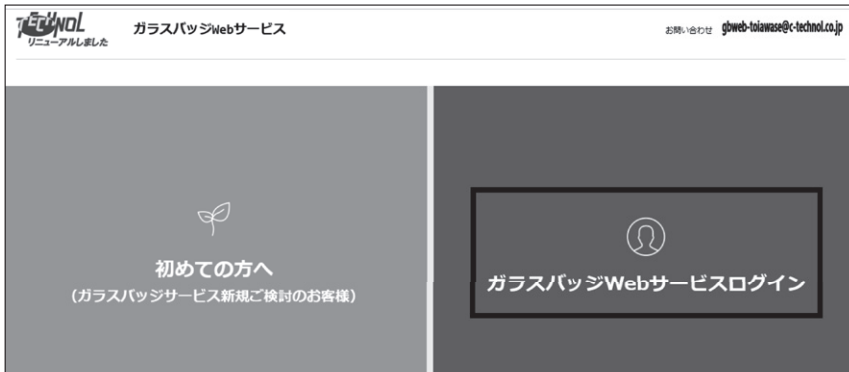 TECHNOL
リニューアルしました
ガラスバッジWebサービス
お問い合わせ gbweb-toiawase@c-technol.co.jp
初めての方へ
(ガラスバッジサービス新規ご検討のお客様)
ガラスバッジWebサービスログイン